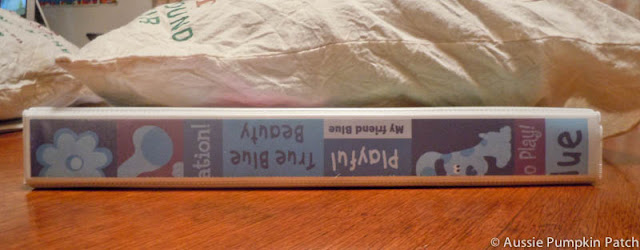 ation!
True Blue
Beauty
My friend Blue
Playful
o Play!
lue
© Aussie Pumpkin Patch